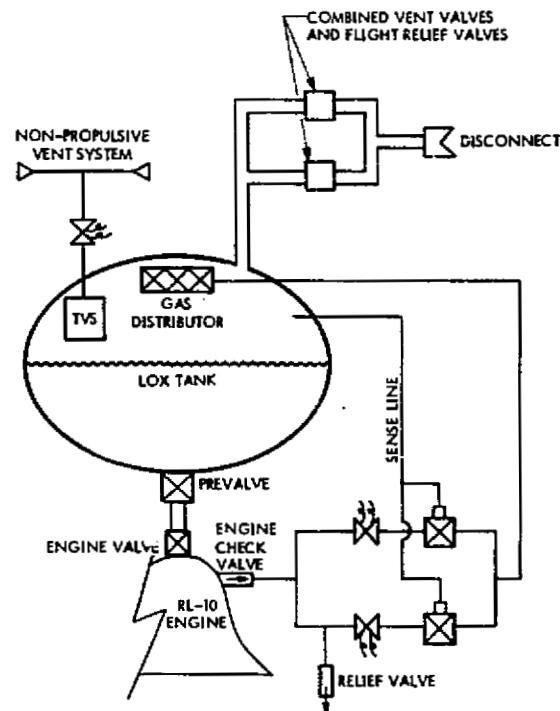 COMBINED VENT VALVES
AND FLIGHT RELIEF VALVES
NON-PROPULSIVE
VENT SYSTEM
DISCONNECT
TVS
GAS
DISTRIBUTOR
LOX TANK
SENSE LINE
PREVALVE
ENGINE VALVE
ENGINE
CHECK
VALVE
RL-10
ENGINE
RELIEF VALVE